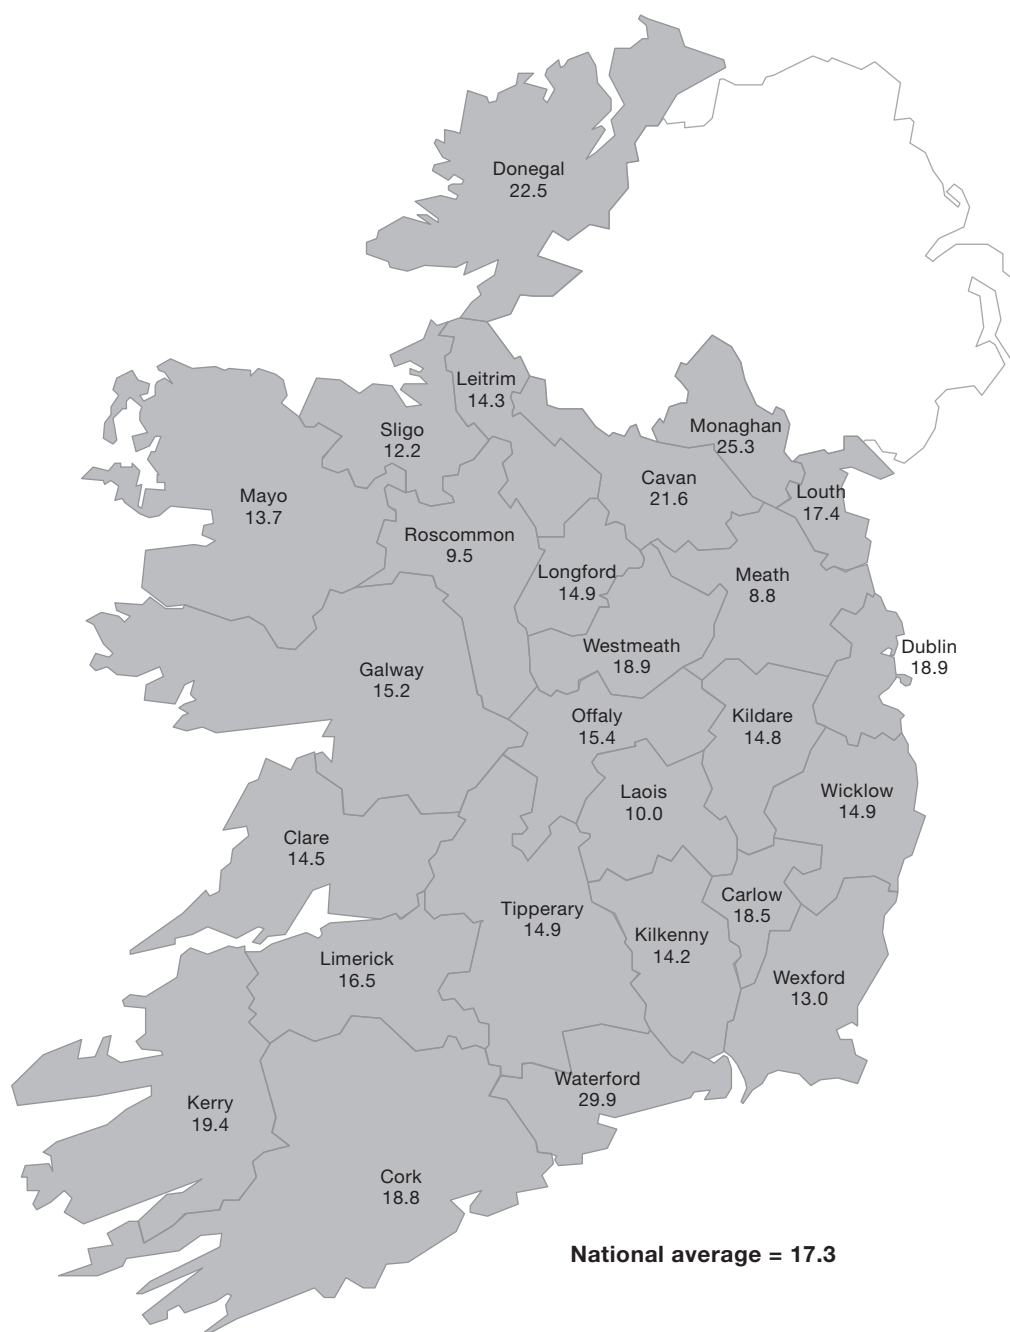 Donegal
22.5
Leitrim
14.3
Monaghan
25.3
Sligo
12.2
Cavan
21.6
Louth
17.4
Mayo
13.7
Roscommon
9.5
Longford
14.9
Meath
8.8
Westmeath
18.9
Dublin
18.9
Galway
15.2
Offaly
15.4
Kildare
14.8
Laois
10.0
Wicklow
14.9
Clare
14.5
Carlow
18.5
Tipperary
14.9
Kilkenny
14.2
Limerick
16.5
Wexford
13.0
Waterford
29.9
Kerry
19.4
Cork
18.8
National average = 17.3